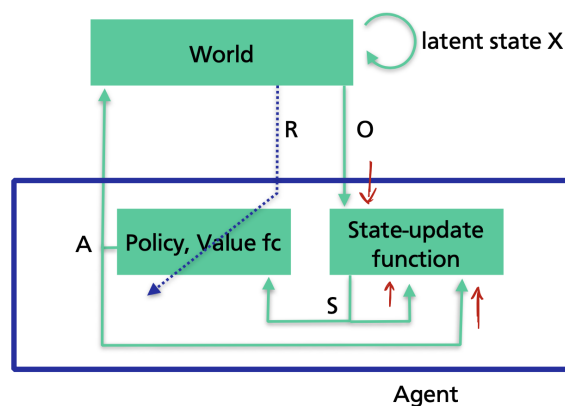 World
latent state X
R
O
A
Policy, Value fc
State-update
function
S
Agent